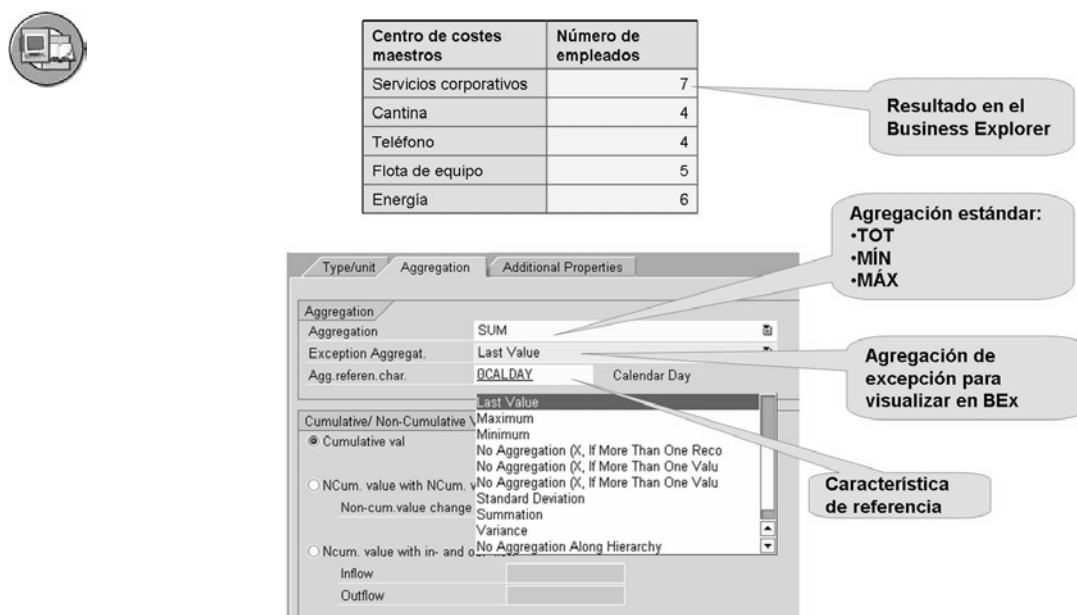 Centro de costes maestros
Número de empleados
Servicios corporativos 7
Cantina 4
Teléfono 4
Flota de equipo 5
Energía 6
Resultado en el
Business Explorer
Agregación estándar:
•TOT
•MÍN
•MÁX
Type/unit Aggregation Additional Properties
Aggregation
Aggregation SUM
Exception Aggregat. Last Value
Agg.referen.char. 0CALDAY Calendar Day
Agregación de
excepción para
visualizar en BEx
Last Value
Cumulative/ Non-Cumulative V
Maximum
Minimum
Cumulative val
No Aggregation (X, If More Than One Reco
No Aggregation (X, If More Than One Valu
No Aggregation (X, If More Than One Valu
NCum. value with NCum. v
Standard Deviation
Non-cum.value change
Summation
Variance
Ncum. value with in- and
No Aggregation Along Hierarchy
Inflow
Outflow
Característica
de referencia